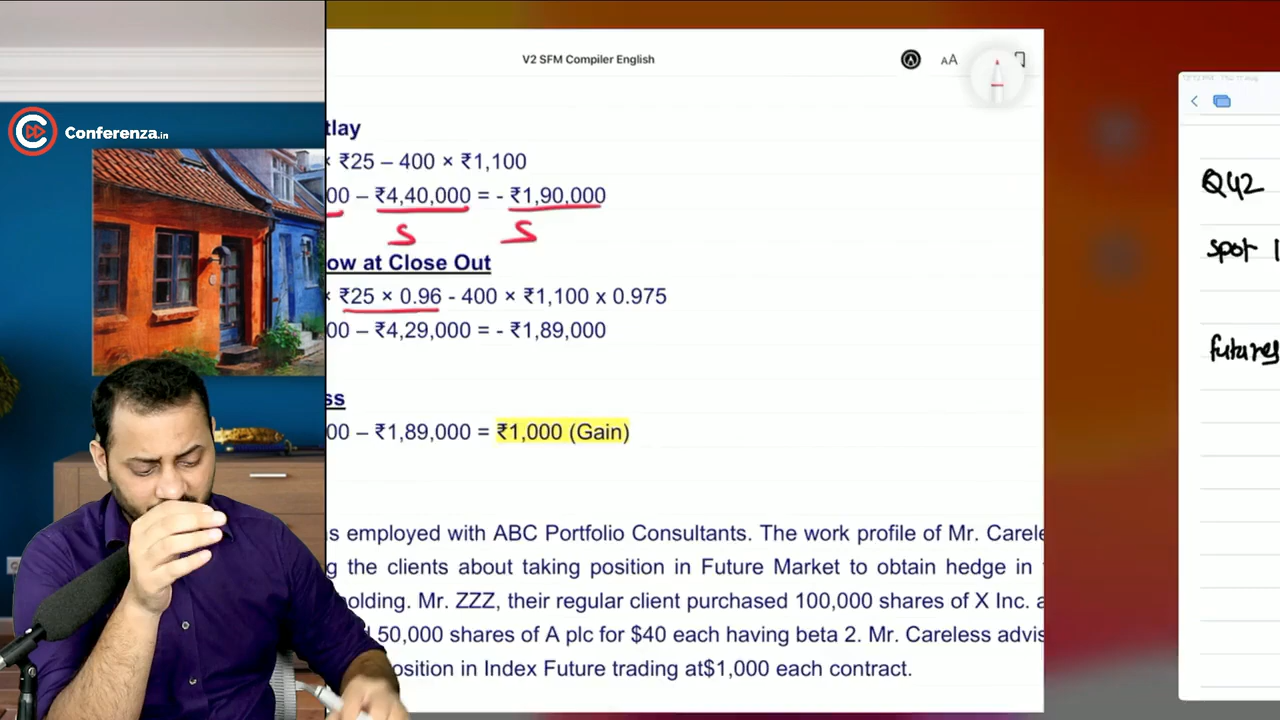 Conferenza.in
V2 SFM Compiler English
AA
tlay
× ₹25 – 400 × ₹1,100
00 – ₹4,40,000 = - ₹1,90,000
S S
ow at Close Out
× ₹25 × 0.96 - 400 × ₹1,100 x 0.975
00 – ₹4,29,000 = - ₹1,89,000
ss
00 – ₹1,89,000 = ₹1,000 (Gain)
s employed with ABC Portfolio Consultants. The work profile of Mr. Carele
g the clients about taking position in Future Market to obtain hedge in
olding. Mr. ZZZ, their regular client purchased 100,000 shares of X Inc. a
50,000 shares of A plc for $40 each having beta 2. Mr. Careless advis
osition in Index Future trading at$1,000 each contract.
Q42
spot
futures